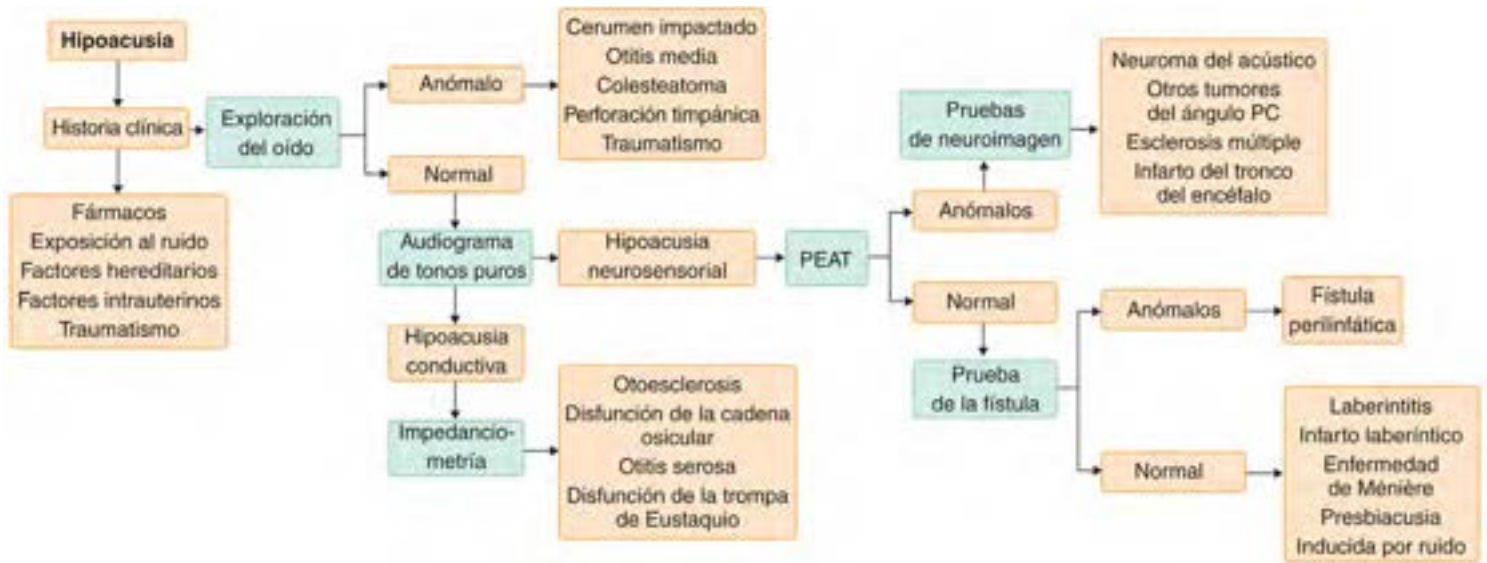 Hipoacusia
Historia clínica
Fármacos
Exposición al ruido
Factores hereditarios
Factores intrauterinos
Traumatismo
Exploración
del oído
Anómalo
Cerumen impactado
Otitis media
Colesteatoma
Perforación timpánica
Traumatismo
Normal
Audiograma
de tonos puros
Hipoacusia
conductiva
Impedancio-
metría
Otoesclerosis
Disfunción de la cadena
osicular
Otitis serosa
Disfunción de la trompa
de Eustaquio
Hipoacusia
neurosensorial
PEAT
Anómalos
Pruebas
de neuroimagen
Neuroma del acústico
Otros tumores
del ángulo PC
Esclerosis múltiple
Infarto del tronco
del encéfalo
Normal
Prueba
de la fístula
Anómalos
Fístula
perilinfática
Normal
Laberintitis
Infarto laberíntico
Enfermedad
de Ménière
Presbiacusia
Inducida por ruido